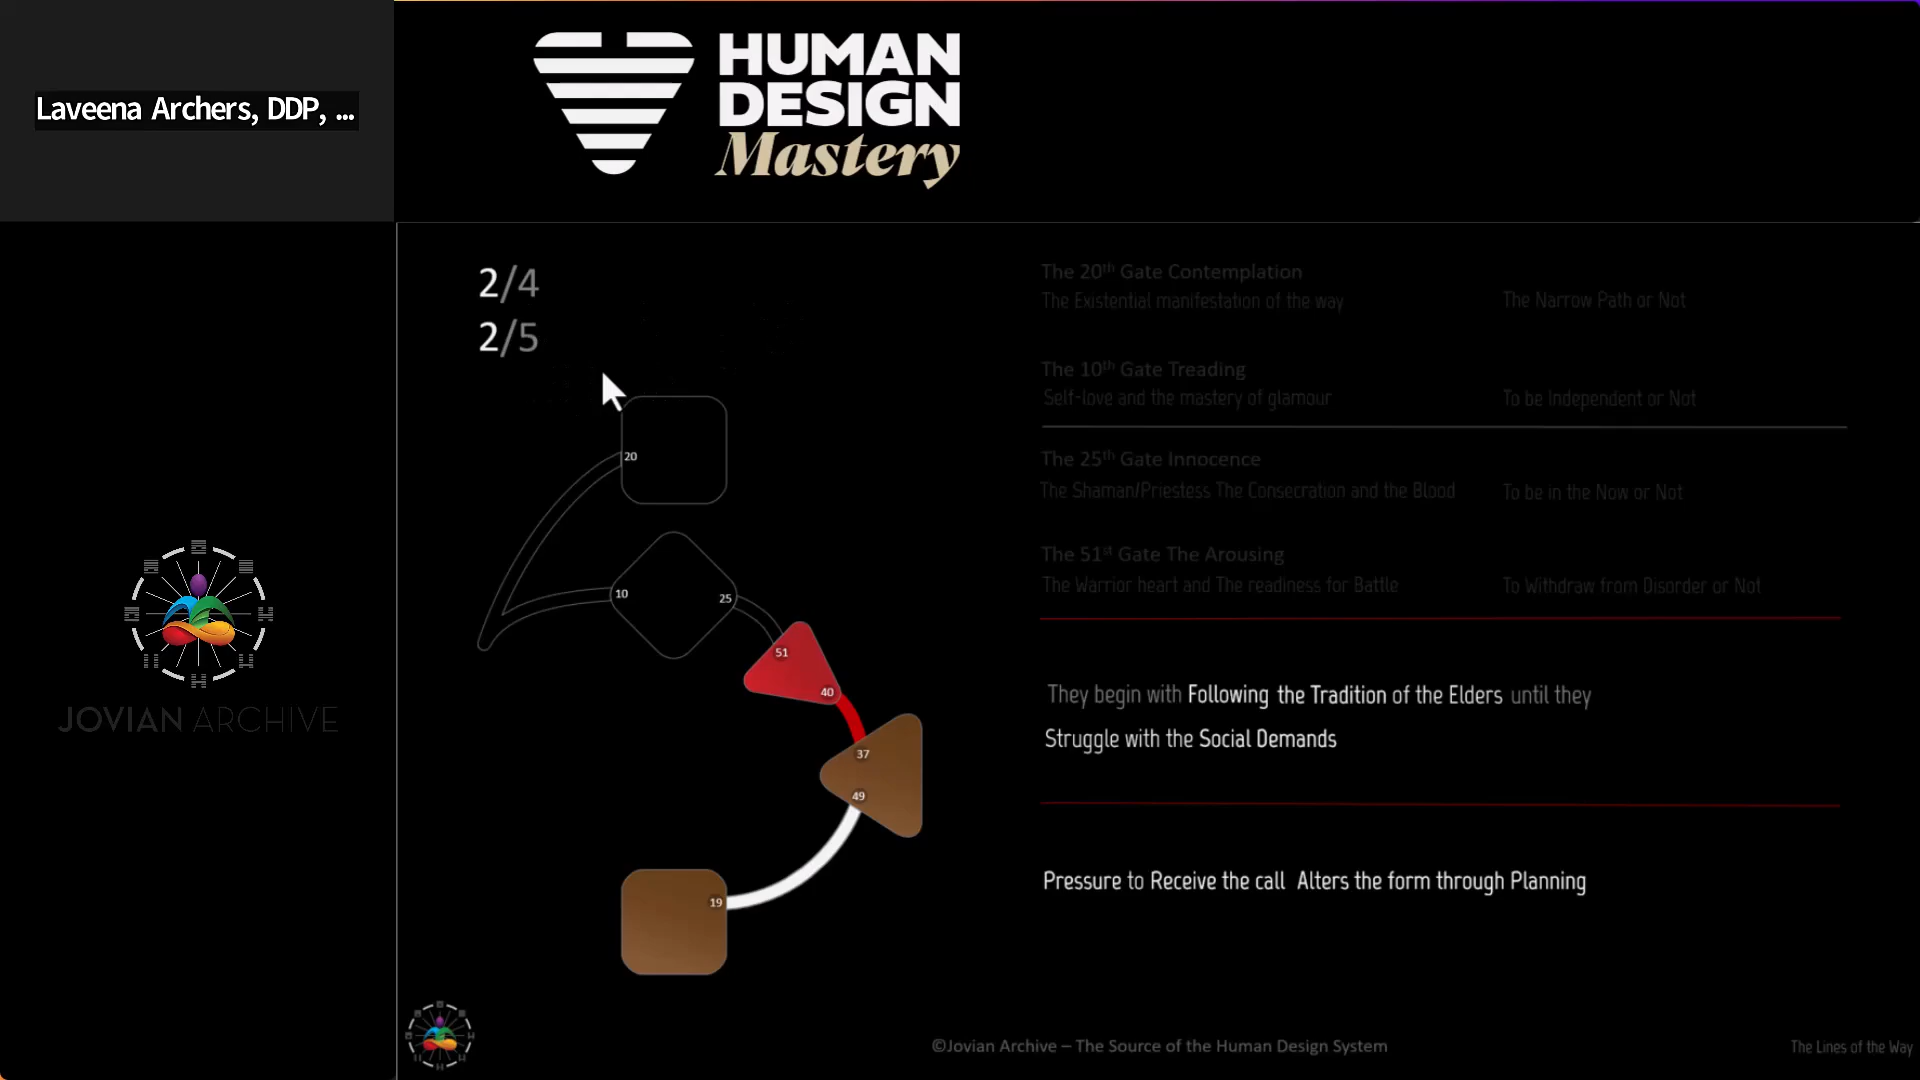 Laveena Archers, DDP, ...
HUMAN
DESIGN
Mastery
2/4
2/5
The 20th Gate Contemplation
The Existential manifestation of the way The Narrow Path or Not
The 10th Gate Treading
Self-love and the mastery of glamour To be Independent or Not
The 25th Gate Innocence
The Shaman/Priestess The Consecration and the Blood To be in the Now or Not
The 51st Gate The Arousing
The Warrior heart and The readiness for Battle To Withdraw from Disorder or Not
20
10
25
51
40
37
49
19
They begin with Following the Tradition of the Elders until they
Struggle with the Social Demands
Pressure to Receive the call Alters the form through Planning
JOVIAN ARCHIVE
©Jovian Archive – The Source of the Human Design System
The Lines of the Way